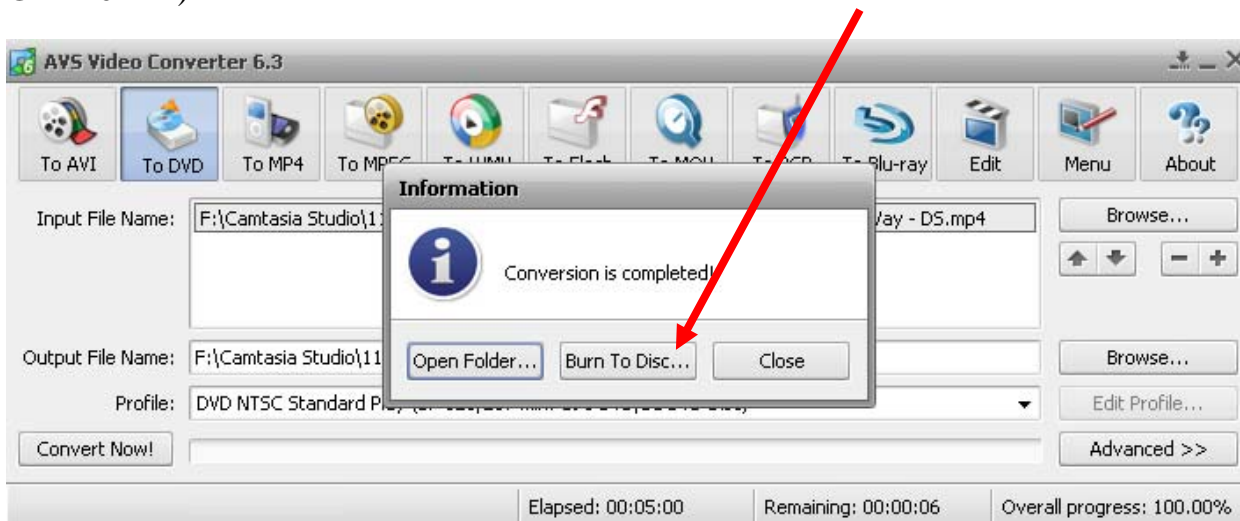 AVS Video Converter 6.3
To AVI To DVD To MP4 To MPEG To Blu-ray Edit Menu About
Information
Input File Name: F:\Camtasia Studio\11 Way - DS.mp4 Browse...
Conversion is completed!
Output File Name: F:\Camtasia Studio\11 Browse...
Open Folder... Burn To Disc... Close
Profile: DVD NTSC Standard Edit Profile...
Convert Now! Advanced >>
Elapsed: 00:05:00 Remaining: 00:00:06 Overall progress: 100.00%